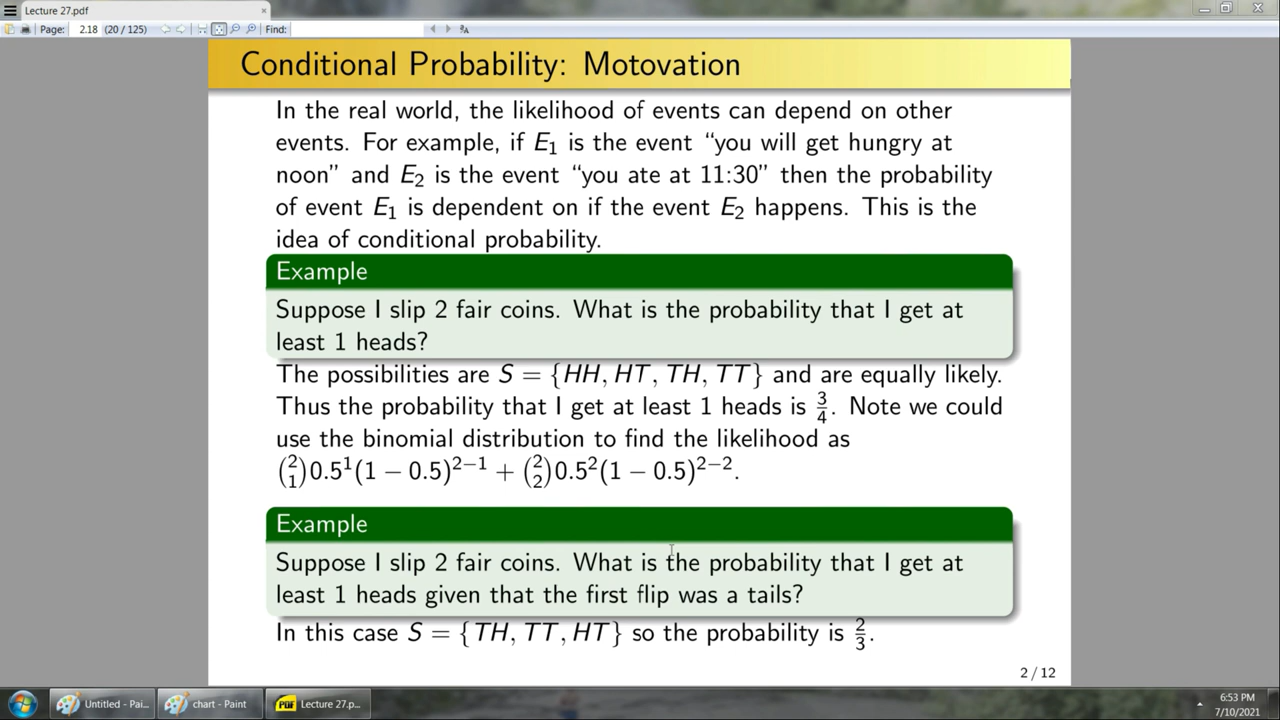 Lecture 27.pdf
Page: 2.18 (20 / 125) Find:
Conditional Probability: Motovation
In the real world, the likelihood of events can depend on other
events. For example, if E₁ is the event “you will get hungry at
noon” and E₂ is the event “you ate at 11:30” then the probability
of event E₁ is dependent on if the event E₂ happens. This is the
idea of conditional probability.
Example
Suppose I slip 2 fair coins. What is the probability that I get at
least 1 heads?
The possibilities are S = {HH, HT, TH, TT} and are equally likely.
Thus the probability that I get at least 1 heads is 3/4. Note we could
use the binomial distribution to find the likelihood as
(2 1)0.5¹(1 − 0.5)²⁻¹ + (2 2)0.5²(1 − 0.5)²⁻².
Example
Suppose I slip 2 fair coins. What is the probability that I get at
least 1 heads given that the first flip was a tails?
In this case S = {TH, TT, HT} so the probability is 2/3.
2 / 12
Untitled - Pai... chart - Paint Lecture 27.p... 6:53 PM
7/10/2021